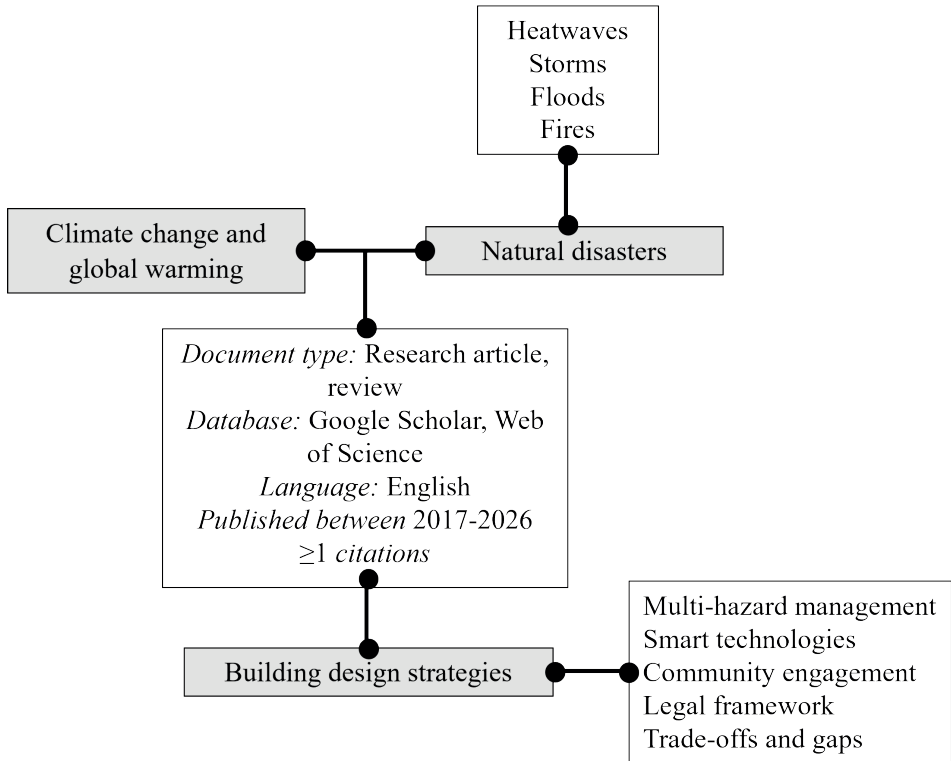 Heatwaves
Storms
Floods
Fires
Climate change and
global warming
Natural disasters
Document type: Research article,
review
Database: Google Scholar, Web
of Science
Language: English
Published between 2017-2026
≥1 citations
Building design strategies
Multi-hazard management
Smart technologies
Community engagement
Legal framework
Trade-offs and gaps